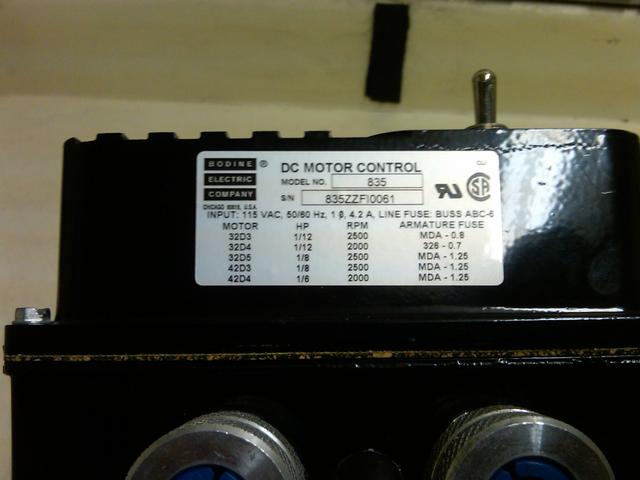 BODINE ® DC MOTOR CONTROL
ELECTRIC MODEL NO. 835
COMPANY S/N 835ZZFI0061
CHICAGO 60618, U.S.A.
INPUT: 115 VAC, 50/60 Hz, 1 Ø, 4.2 A, LINE FUSE: BUSS ABC-6
MOTOR HP RPM ARMATURE FUSE
32D3 1/12 2500 MDA - 0.8
32D4 1/12 2000 326 - 0.7
32D5 1/8 2500 MDA - 1.25
42D3 1/8 2500 MDA - 1.25
42D4 1/6 2000 MDA - 1.25